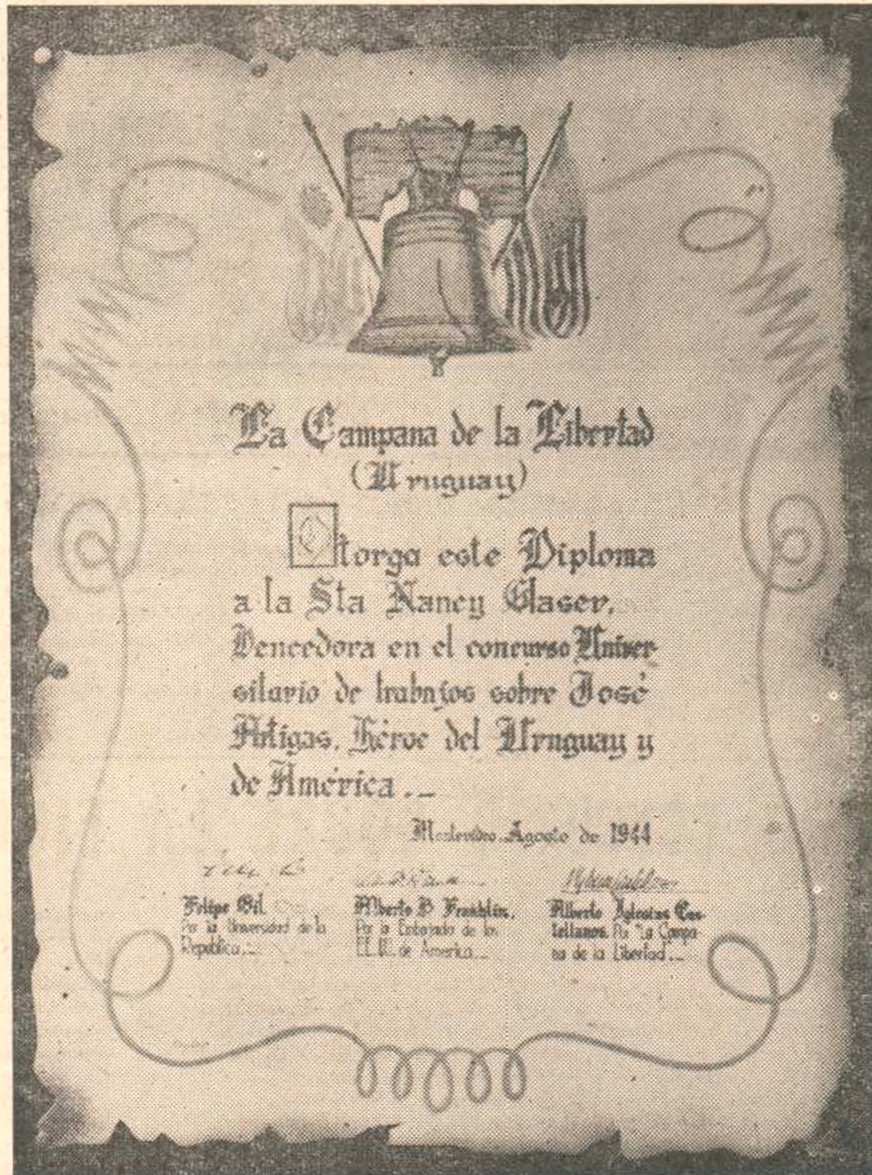 La Campana de la Libertad
(Uruguay)
Otorga este Diploma
a la Sta Nancy Glaser,
Vencedora en el concurso Univer-
sitario de trabajos sobre José
Artigas, Héroe del Uruguay y
de América._
Montevideo Agosto de 1944
Felipe Gil
Por la Universidad de la
República._
Alberto B Franklin,
Por la Embajada de los
EE.UU. de America._
Alberto Iglesias Cas-
tellanos. Por "La Campa-
na de la Libertad._